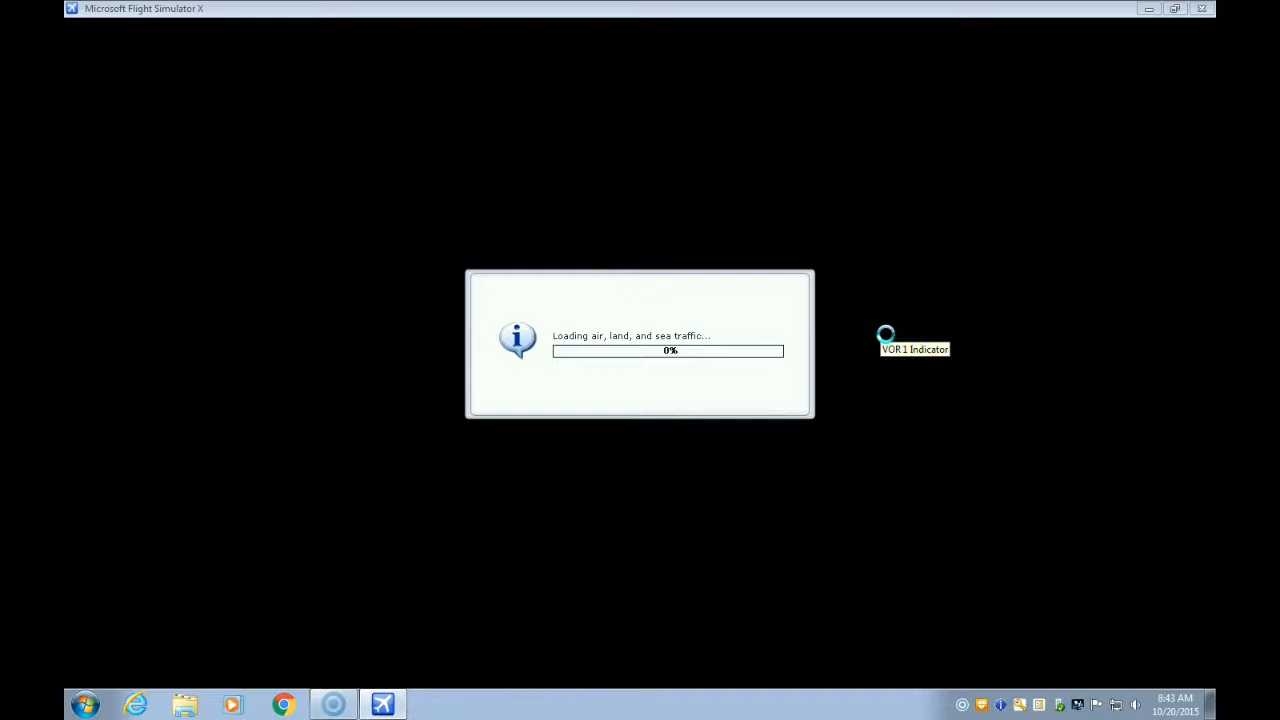 Microsoft Flight Simulator X
Loading air, land, and sea traffic...
0%
VOR 1 Indicator
8:43 AM
10/20/2015